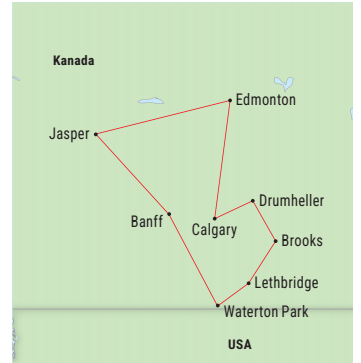 Kanada
Edmonton
Jasper
Drumheller
Banff
Calgary
Brooks
Lethbridge
Waterton Park
USA